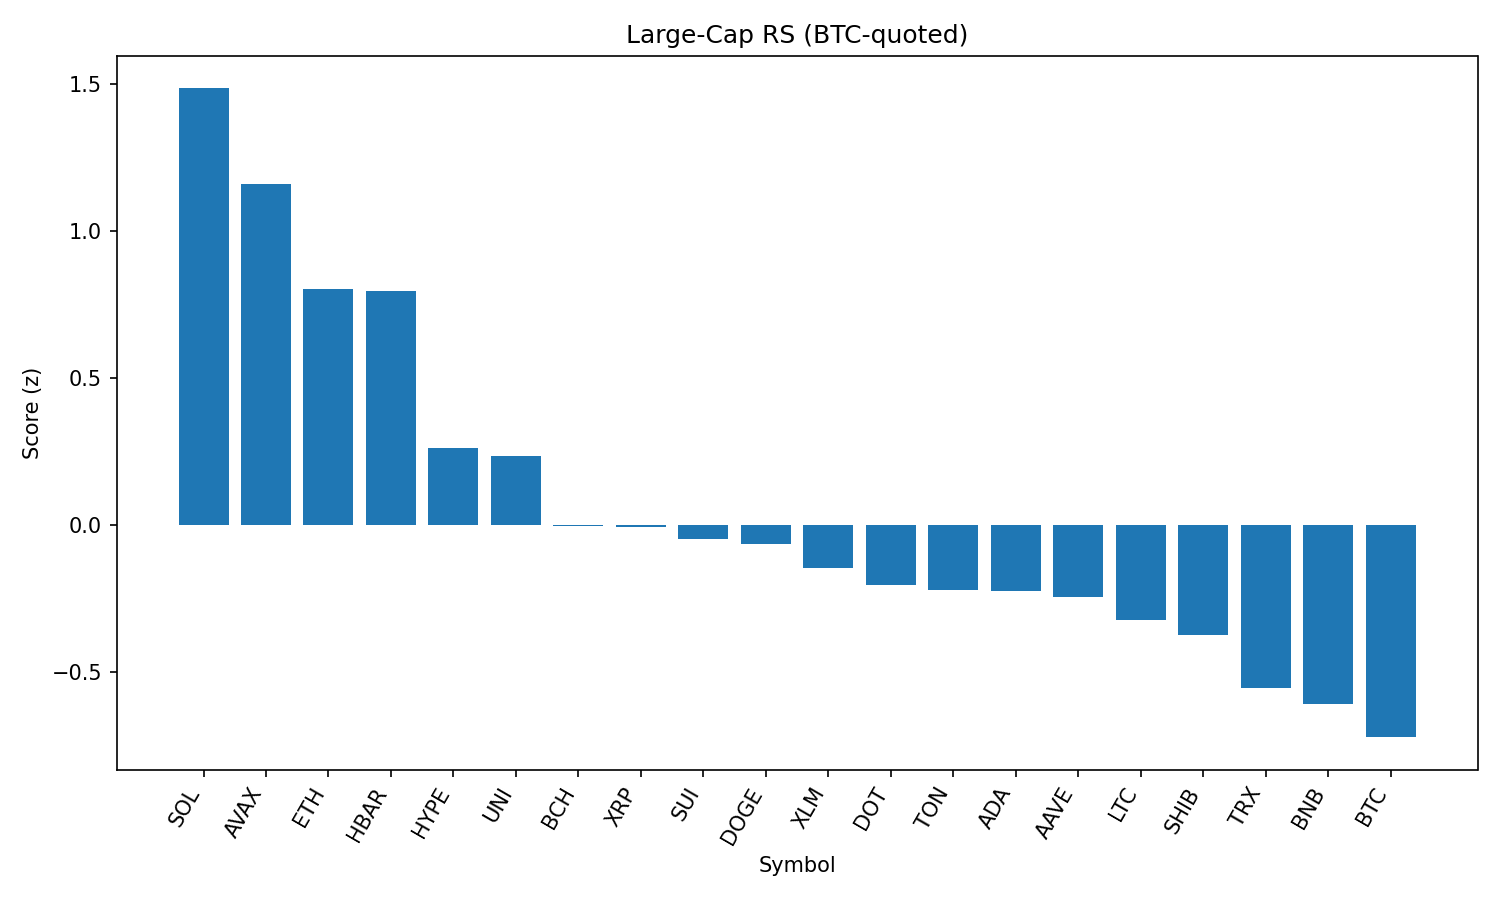 Large-Cap RS (BTC-quoted)
Score (z)
1.5
1.0
0.5
0.0
−0.5
SOL
AVAX
ETH
HBAR
HYPE
UNI
BCH
XRP
SUI
DOGE
XLM
DOT
TON
ADA
AAVE
LTC
SHIB
TRX
BNB
BTC
Symbol